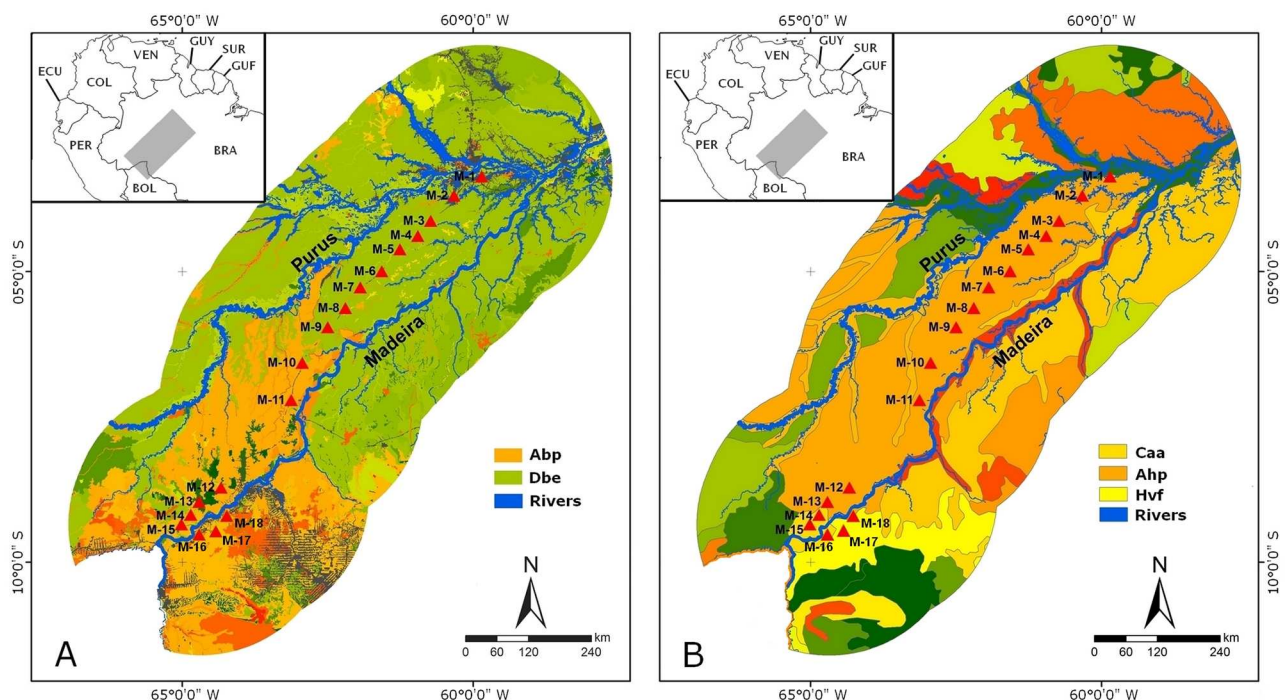 65°0'0" W
60°0'0" W
65°0'0" W
60°0'0" W
VEN
GUY
SUR
GUF
ECU
COL
PER
BRA
BOL
M-1
M-2
M-3
M-4
M-5
M-6
M-7
M-8
M-9
M-10
M-11
M-12
M-13
M-14
M-15
M-16
M-17
M-18
Purus
Madeira
Abp
Dbe
Rivers
05°0'0" S
10°0'0" S
N
km
0 60 120 240
A
65°0'0" W
60°0'0" W
VEN
GUY
SUR
GUF
ECU
COL
PER
BRA
BOL
M-1
M-2
M-3
M-4
M-5
M-6
M-7
M-8
M-9
M-10
M-11
M-12
M-13
M-14
M-15
M-16
M-17
M-18
Purus
Madeira
Caa
Ahp
Hvf
Rivers
05°0'0" S
10°0'0" S
N
km
0 60 120 240
B
65°0'0" W
60°0'0" W